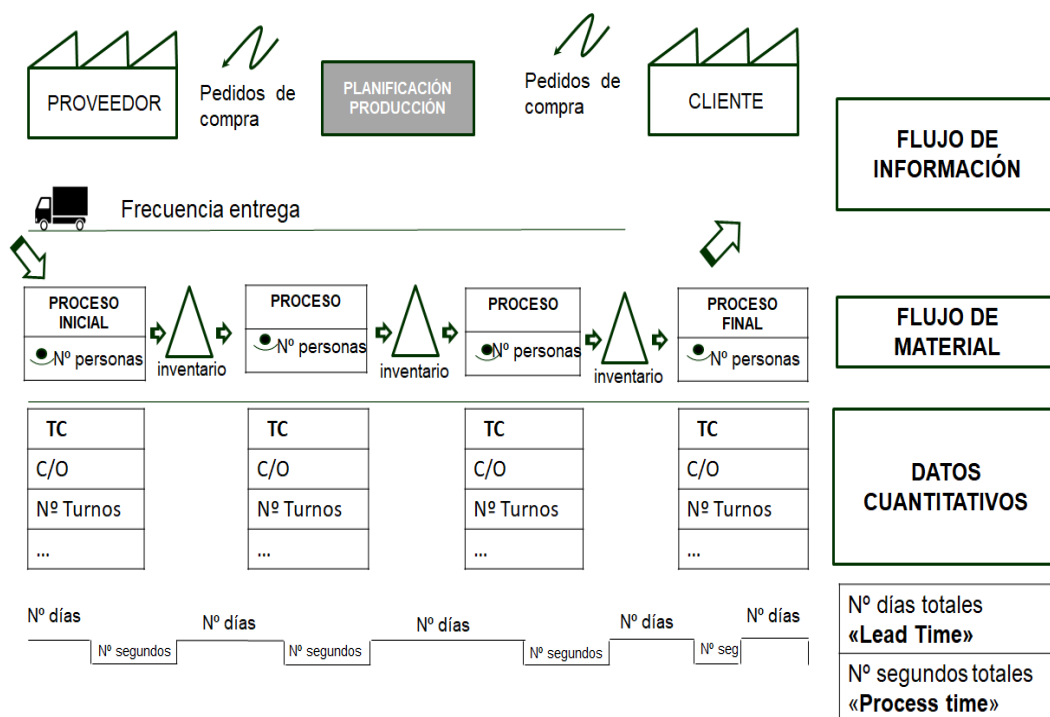 PROVEEDOR
Pedidos de
compra
PLANIFICACIÓN
PRODUCCIÓN
Pedidos de
compra
CLIENTE
FLUJO DE
INFORMACIÓN
Frecuencia entrega
PROCESO
INICIAL
Nº personas
inventario
PROCESO
Nº personas
inventario
PROCESO
Nº personas
inventario
PROCESO
FINAL
Nº personas
FLUJO DE
MATERIAL
TC
C/O
Nº Turnos
...
TC
C/O
Nº Turnos
...
TC
C/O
Nº Turnos
...
TC
C/O
Nº Turnos
...
DATOS
CUANTITATIVOS
Nº días
Nº segundos
Nº días
Nº segundos
Nº días
Nº segundos
Nº días
Nº seg
Nº días
Nº días totales
«Lead Time»
Nº segundos totales
«Process time»